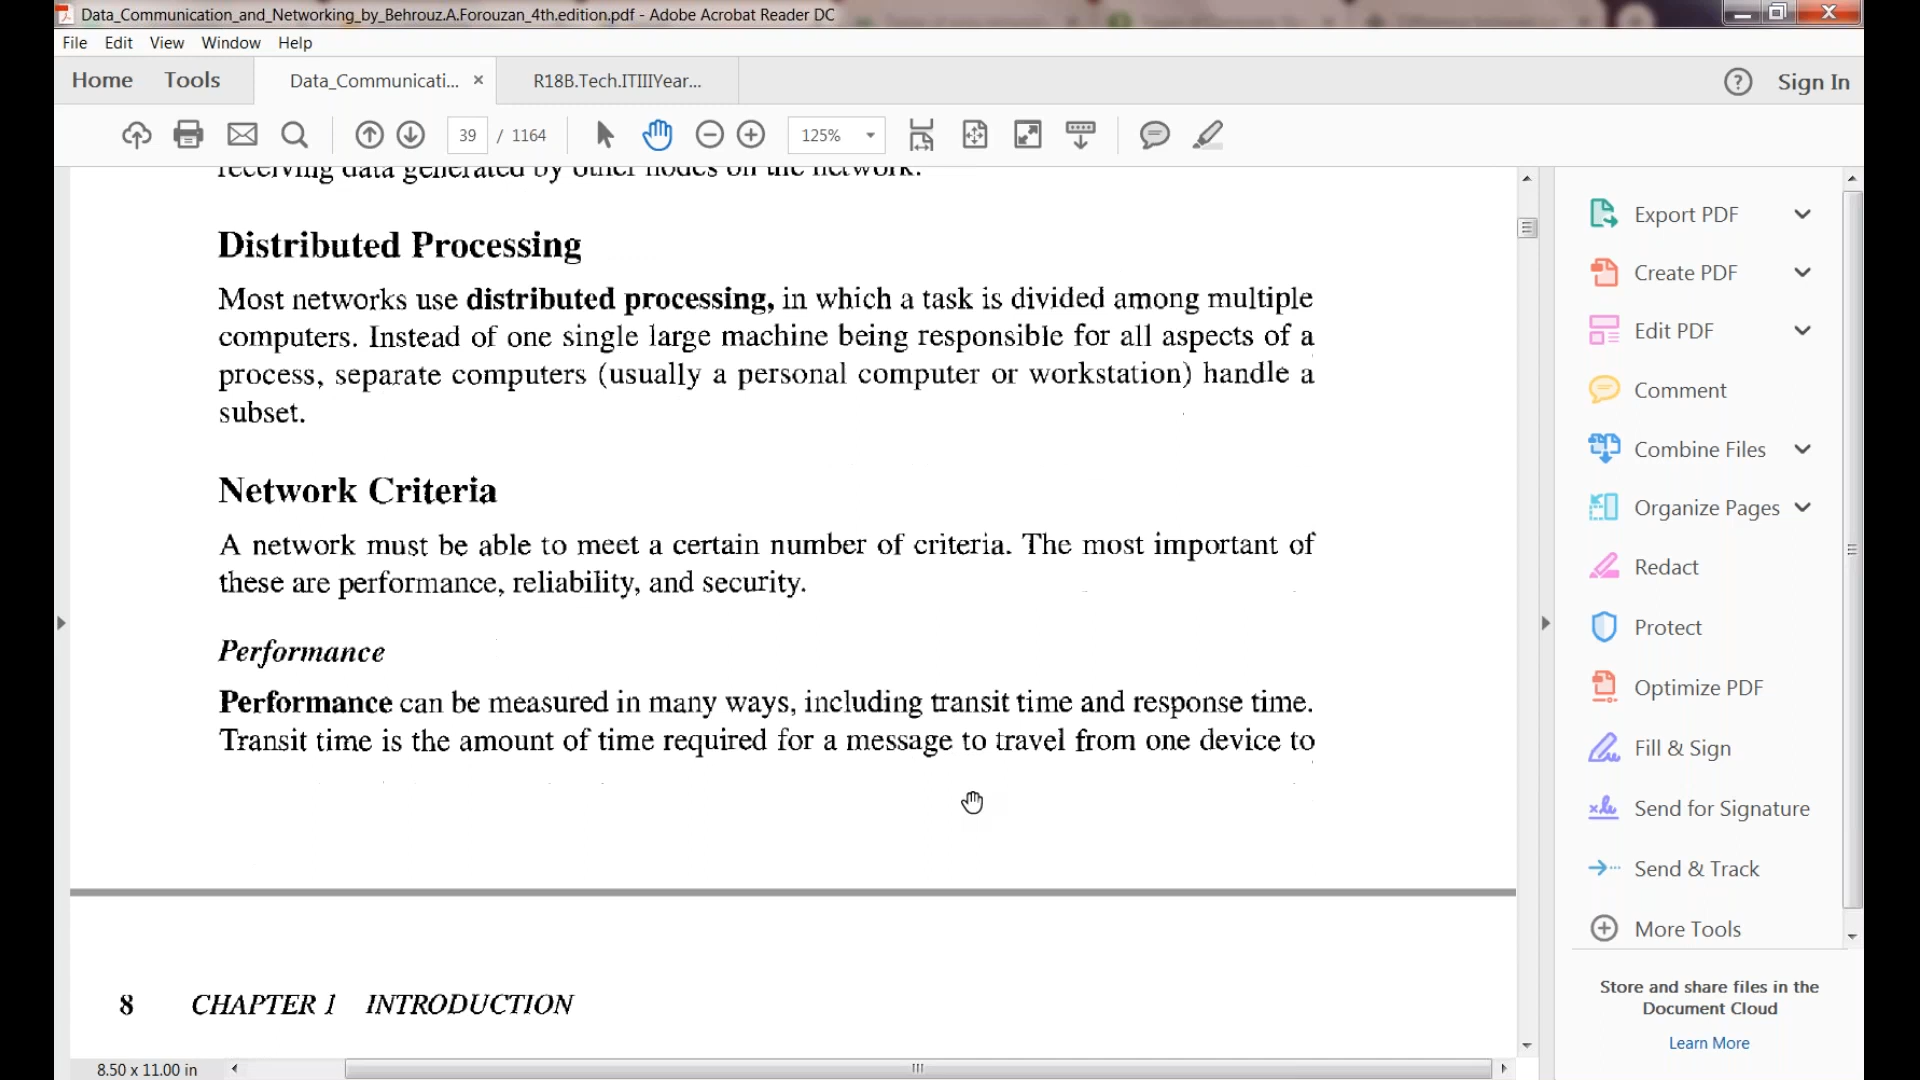 Data_Communication_and_Networking_by_Behrouz.A.Forouzan_4th.edition.pdf - Adobe Acrobat Reader DC
File Edit View Window Help
Home Tools Data_Communicati... × R18B.Tech.ITIIIYear... Sign In
39 / 1164 125%
receiving data generated by other nodes on the network.
Distributed Processing
Most networks use distributed processing, in which a task is divided among multiple
computers. Instead of one single large machine being responsible for all aspects of a
process, separate computers (usually a personal computer or workstation) handle a
subset.
Network Criteria
A network must be able to meet a certain number of criteria. The most important of
these are performance, reliability, and security.
Performance
Performance can be measured in many ways, including transit time and response time.
Transit time is the amount of time required for a message to travel from one device to
8 CHAPTER 1 INTRODUCTION
8.50 x 11.00 in
Export PDF
Create PDF
Edit PDF
Comment
Combine Files
Organize Pages
Redact
Protect
Optimize PDF
Fill & Sign
Send for Signature
Send & Track
More Tools
Store and share files in the
Document Cloud
Learn More